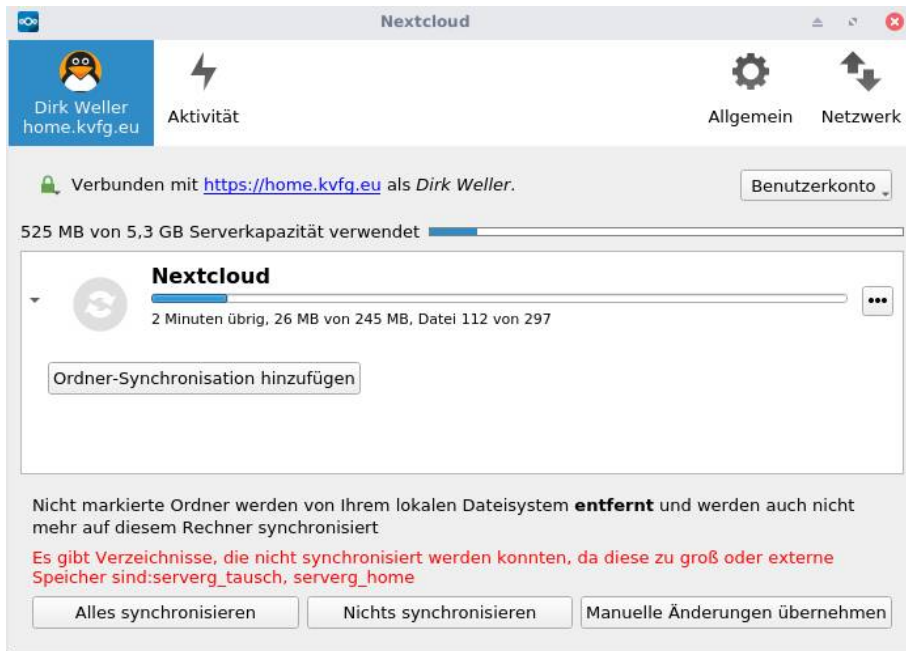 Nextcloud
Dirk Weller
home.kvfg.eu
Aktivität
Allgemein
Netzwerk
Verbunden mit https://home.kvfg.eu als Dirk Weller.
Benutzerkonto
525 MB von 5,3 GB Serverkapazität verwendet
Nextcloud
2 Minuten übrig, 26 MB von 245 MB, Datei 112 von 297
Ordner-Synchronisation hinzufügen
Nicht markierte Ordner werden von Ihrem lokalen Dateisystem entfernt und werden auch nicht
mehr auf diesem Rechner synchronisiert
Es gibt Verzeichnisse, die nicht synchronisiert werden konnten, da diese zu groß oder externe
Speicher sind:serverg_tausch, serverg_home
Alles synchronisieren
Nichts synchronisieren
Manuelle Änderungen übernehmen